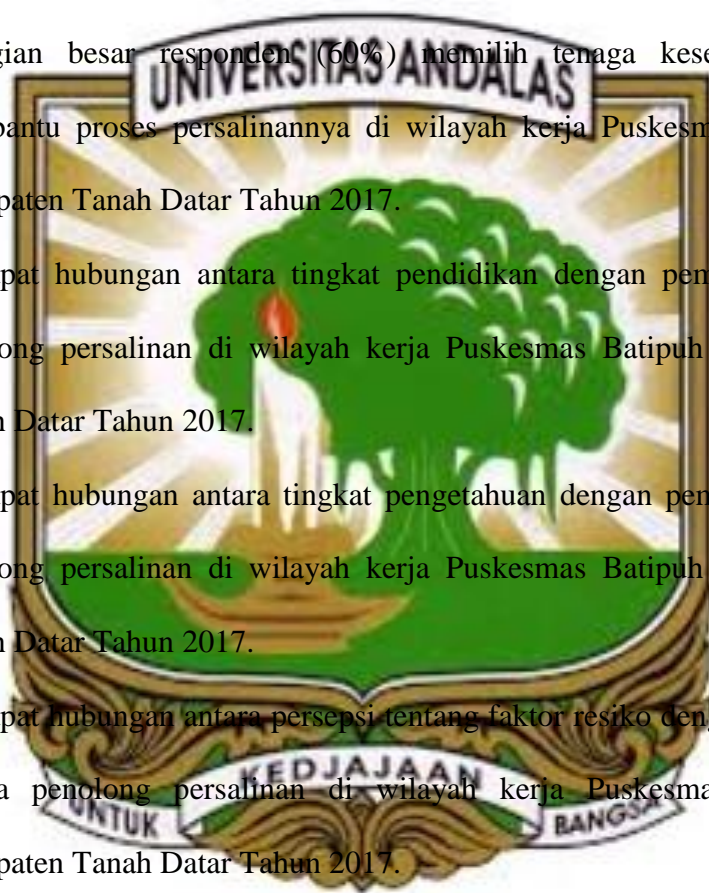 gian besar responden (60%) memilih tenaga kese
UNIVERSITAS ANDALAS
bantu proses persalinannya di wilayah kerja Puskesm
paten Tanah Datar Tahun 2017.
pat hubungan antara tingkat pendidikan dengan pem
ong persalinan di wilayah kerja Puskesmas Batipuh
n Datar Tahun 2017.
pat hubungan antara tingkat pengetahuan dengan pem
ong persalinan di wilayah kerja Puskesmas Batipuh
n Datar Tahun 2017.
pat hubungan antara persepsi tentang faktor resiko deng
UNTUK KEDJAJAAN BANGSA
a penolong persalinan di wilayah kerja Puskesma
paten Tanah Datar Tahun 2017.